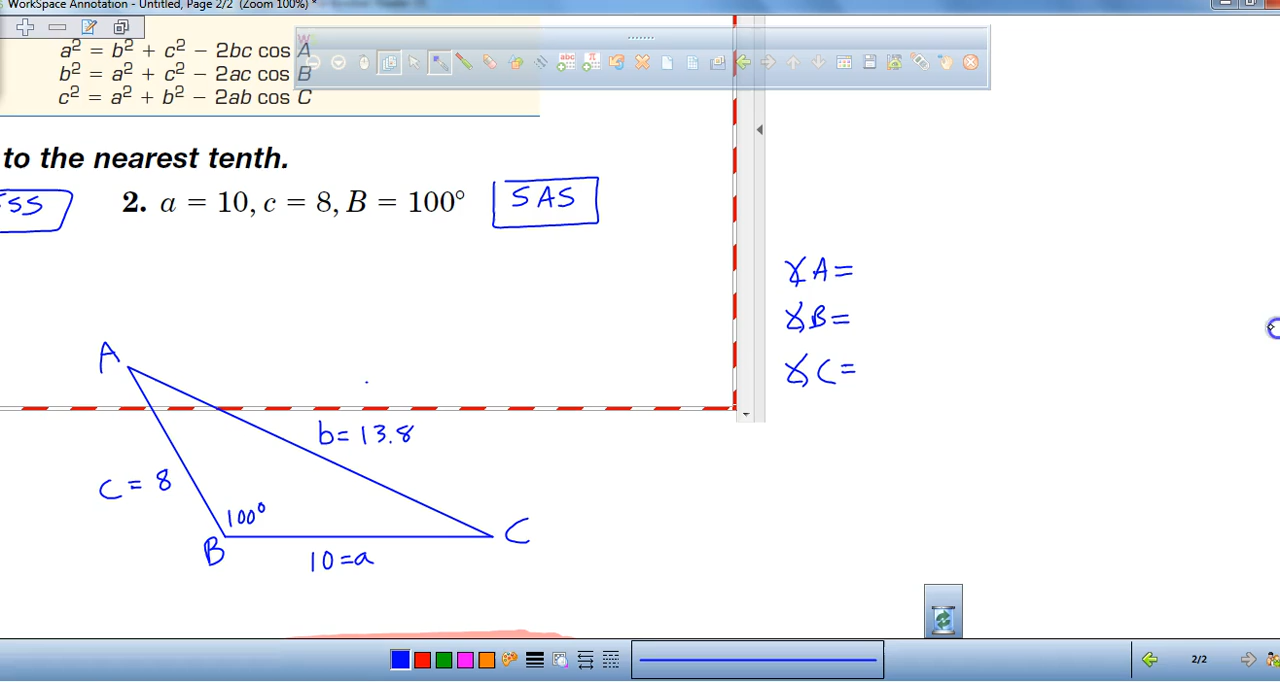 WorkSpace Annotation - Untitled, Page 2/2 (Zoom 100%) *
a² = b² + c² − 2bc cos A
b² = a² + c² − 2ac cos B
c² = a² + b² − 2ab cos C
to the nearest tenth.
SS
2. a = 10, c = 8, B = 100°
SAS
∡A=
∡B=
∡C=
A
b= 13.8
c = 8
100°
B
C
10=a
2/2